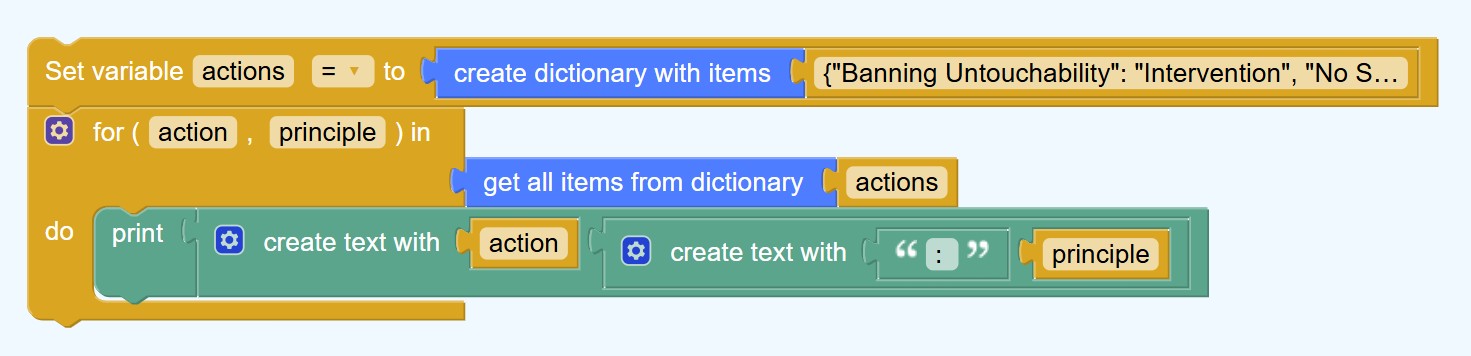 Set variable actions = ▾ to create dictionary with items {"Banning Untouchability": "Intervention", "No S…
for ( action , principle ) in
get all items from dictionary actions
do print create text with action create text with “ : ” principle